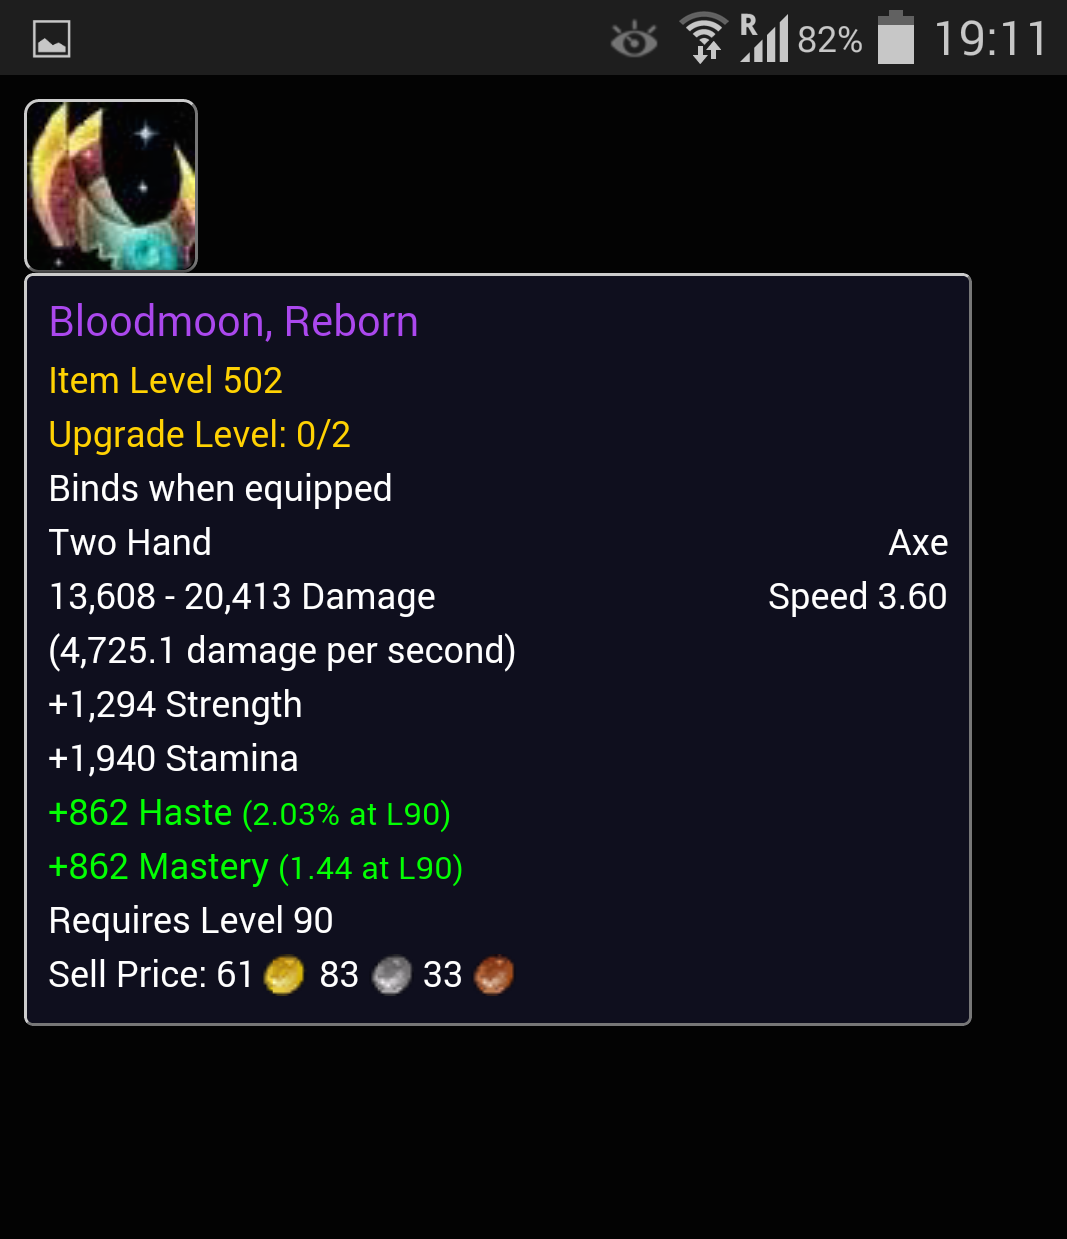 R 82% 19:11
Bloodmoon, Reborn
Item Level 502
Upgrade Level: 0/2
Binds when equipped
Two Hand Axe
13,608 - 20,413 Damage Speed 3.60
(4,725.1 damage per second)
+1,294 Strength
+1,940 Stamina
+862 Haste (2.03% at L90)
+862 Mastery (1.44 at L90)
Requires Level 90
Sell Price: 61 83 33